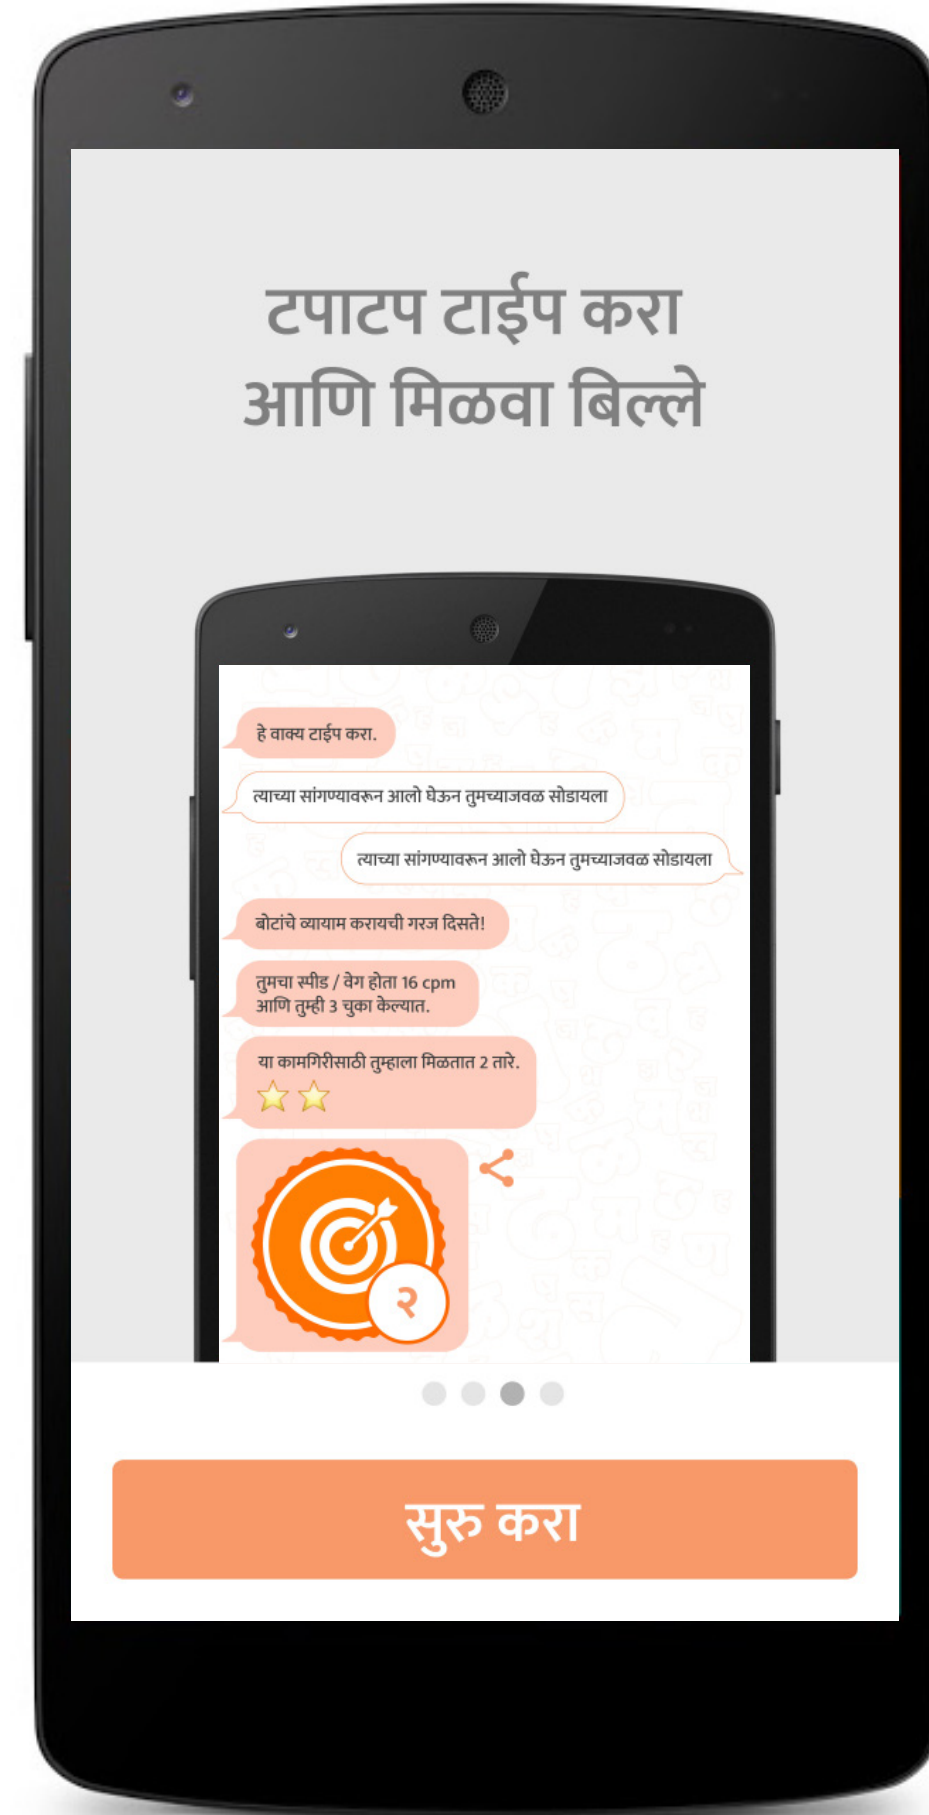 टपाटप टाईप करा
आणि मिळवा बिल्ले
हे वाक्य टाईप करा.
त्याच्या सांगण्यावरून आलो घेऊन तुमच्याजवळ सोडायला
त्याच्या सांगण्यावरून आलो घेऊन तुमच्याजवळ सोडायला
बोटांचे व्यायाम करायची गरज दिसते!
तुमचा स्पीड / वेग होता 16 cpm
आणि तुम्ही 3 चुका केल्यात.
या कामगिरीसाठी तुम्हाला मिळतात 2 तारे.
२
सुरु करा